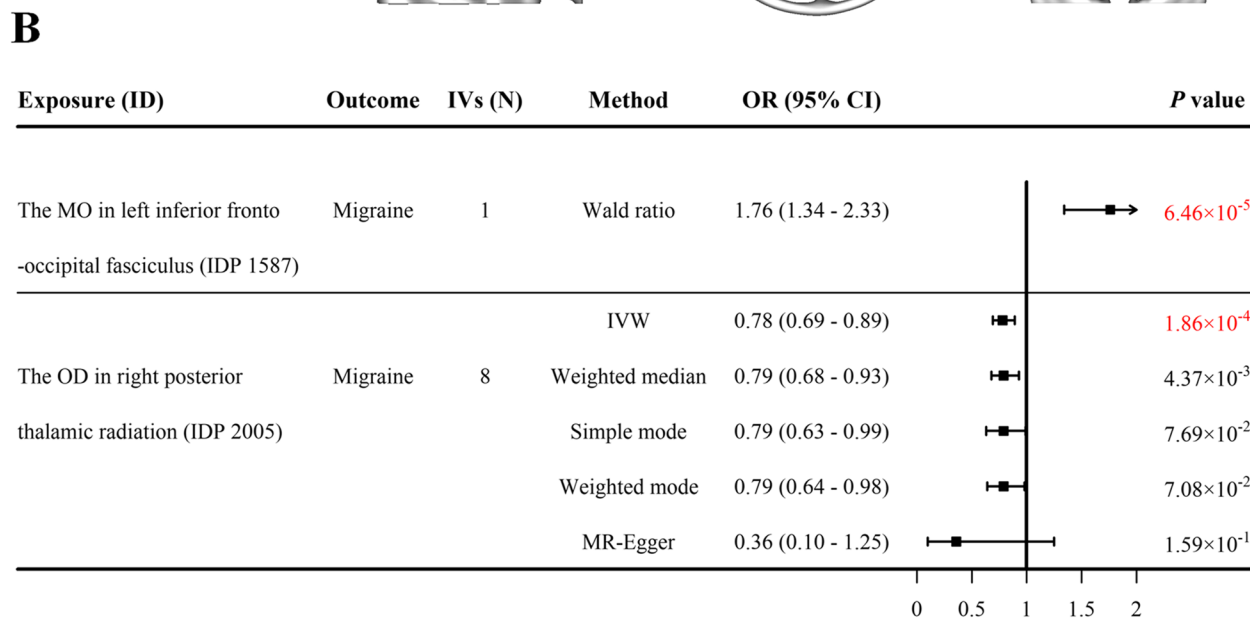 B
Exposure (ID) Outcome IVs (N) Method OR (95% CI) P value
The MO in left inferior fronto Migraine 1 Wald ratio 1.76 (1.34 - 2.33) 6.46×10⁻⁵
-occipital fasciculus (IDP 1587)
IVW 0.78 (0.69 - 0.89) 1.86×10⁻⁴
The OD in right posterior Migraine 8 Weighted median 0.79 (0.68 - 0.93) 4.37×10⁻³
thalamic radiation (IDP 2005) Simple mode 0.79 (0.63 - 0.99) 7.69×10⁻²
Weighted mode 0.79 (0.64 - 0.98) 7.08×10⁻²
MR-Egger 0.36 (0.10 - 1.25) 1.59×10⁻¹
0 0.5 1 1.5 2